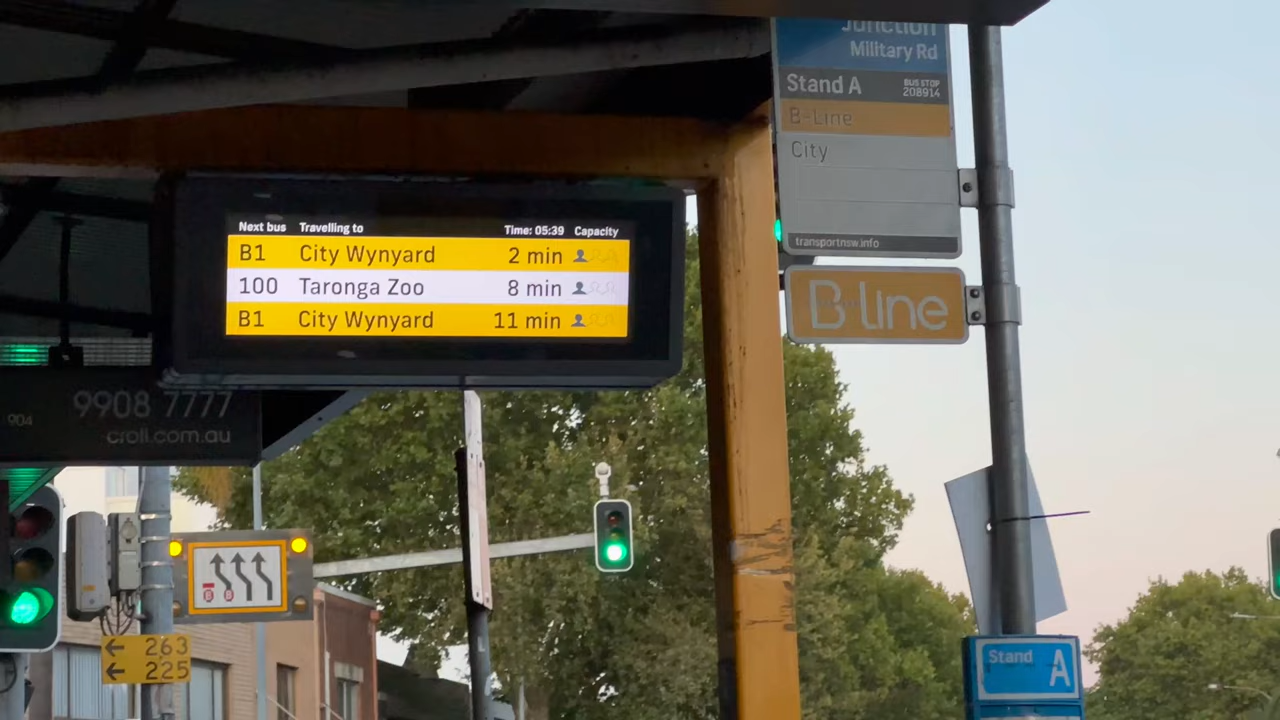 Junction
Military Rd
Stand A
BUS STOP
208914
B-Line
City
transportnsw.info
B-Line
Next bus Travelling to Time: 05:39 Capacity
B1 City Wynyard 2 min
100 Taronga Zoo 8 min
B1 City Wynyard 11 min
904
9908 7777
croll.com.au
← 263
← 225
Stand A